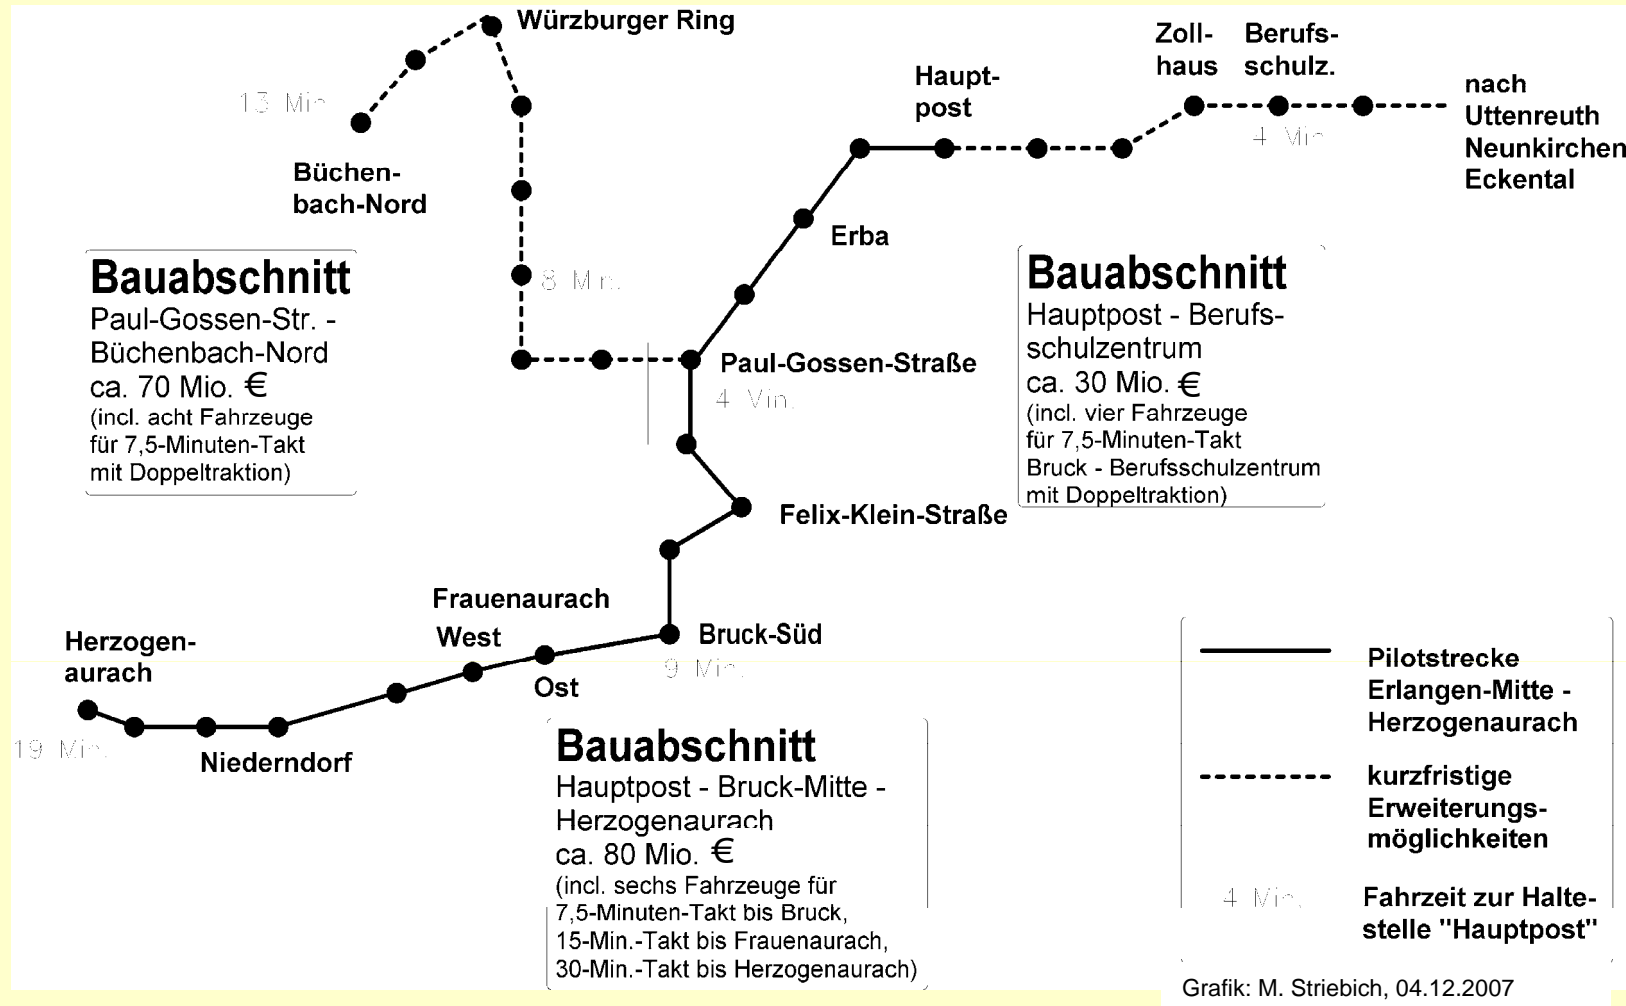 Würzburger Ring
13 Min.
Büchen-
bach-Nord
Haupt-
post
Zoll-
haus
Berufs-
schulz.
4 Min.
nach
Uttenreuth
Neunkirchen
Eckental
Erba
Bauabschnitt
Paul-Gossen-Str. -
Büchenbach-Nord
ca. 70 Mio. €
(incl. acht Fahrzeuge
für 7,5-Minuten-Takt
mit Doppeltraktion)
8 Min.
Paul-Gossen-Straße
4 Min.
Bauabschnitt
Hauptpost - Berufs-
schulzentrum
ca. 30 Mio. €
(incl. vier Fahrzeuge
für 7,5-Minuten-Takt
Bruck - Berufsschulzentrum
mit Doppeltraktion)
Felix-Klein-Straße
Frauenaurach
West
Ost
Bruck-Süd
9 Min.
Herzogen-
aurach
19 Min.
Niederndorf
Bauabschnitt
Hauptpost - Bruck-Mitte -
Herzogenaurach
ca. 80 Mio. €
(incl. sechs Fahrzeuge für
7,5-Minuten-Takt bis Bruck,
15-Min.-Takt bis Frauenaurach,
30-Min.-Takt bis Herzogenaurach)
Pilotstrecke
Erlangen-Mitte -
Herzogenaurach
kurzfristige
Erweiterungs-
möglichkeiten
4 Min.
Fahrzeit zur Halte-
stelle "Hauptpost"
Grafik: M. Striebich, 04.12.2007